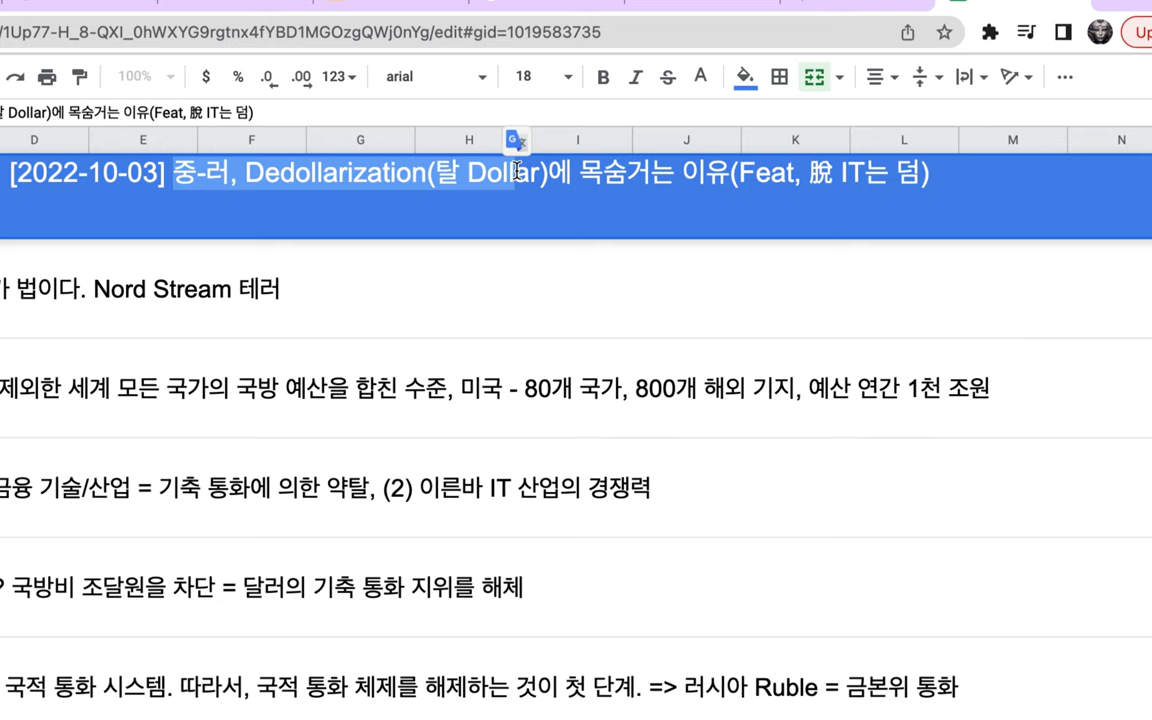 /1Up77-H_8-QXI_0hWXYG9rgtnx4fYBD1MGOzgQWj0nYg/edit#gid=1019583735
100% $ % .0 .00 123 arial 18 B I S A
Dollar)에 목숨거는 이유(Feat, 脫 IT는 덤)
D E F G H I J K L M N
[2022-10-03] 중-러, Dedollarization(탈 Dollar)에 목숨거는 이유(Feat, 脫 IT는 덤)
법이다. Nord Stream 테러
제외한 세계 모든 국가의 국방 예산을 합친 수준, 미국 - 80개 국가, 800개 해외 기지, 예산 연간 1천 조원
금융 기술/산업 = 기축 통화에 의한 약탈, (2) 이른바 IT 산업의 경쟁력
? 국방비 조달원을 차단 = 달러의 기축 통화 지위를 해체
국적 통화 시스템. 따라서, 국적 통화 체제를 해제하는 것이 첫 단계. => 러시아 Ruble = 금본위 통화